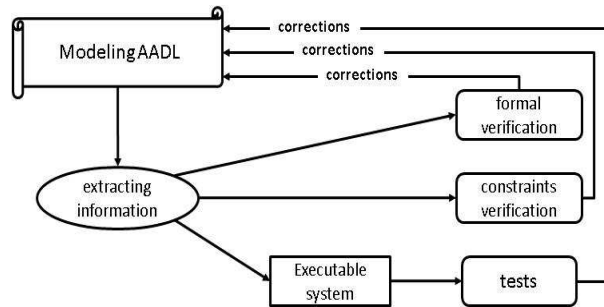 corrections
Modeling AADL
corrections
corrections
formal
verification
extracting
information
constraints
verification
Executable
system
tests